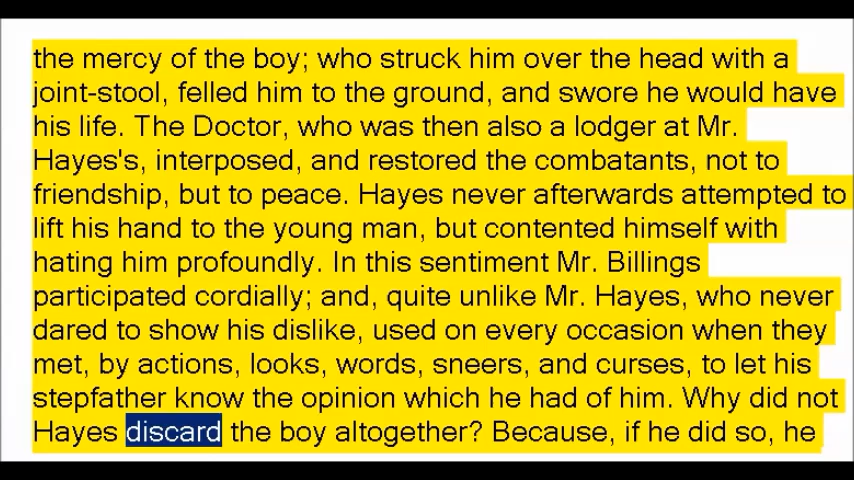 the mercy of the boy; who struck him over the head with a
joint-stool, felled him to the ground, and swore he would have
his life. The Doctor, who was then also a lodger at Mr.
Hayes's, interposed, and restored the combatants, not to
friendship, but to peace. Hayes never afterwards attempted to
lift his hand to the young man, but contented himself with
hating him profoundly. In this sentiment Mr. Billings
participated cordially; and, quite unlike Mr. Hayes, who never
dared to show his dislike, used on every occasion when they
met, by actions, looks, words, sneers, and curses, to let his
stepfather know the opinion which he had of him. Why did not
Hayes discard the boy altogether? Because, if he did so, he